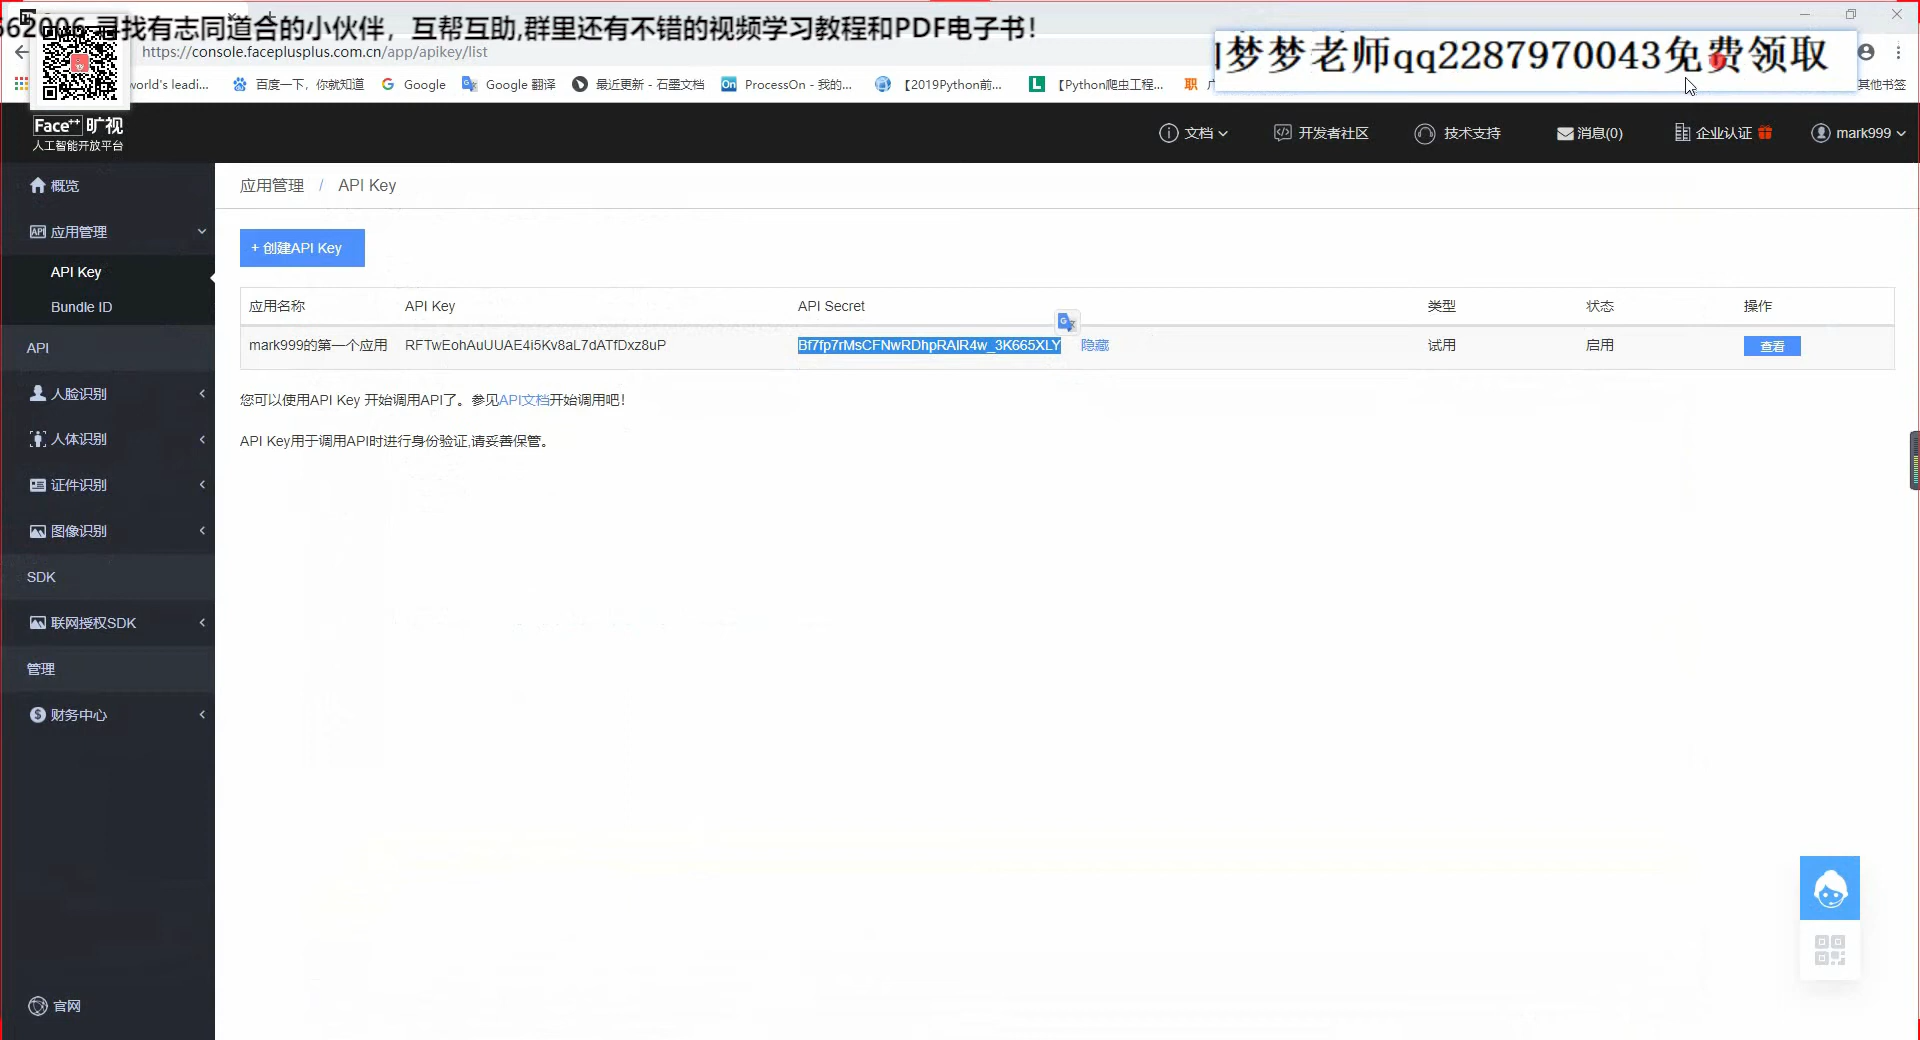 寻找有志同道合的小伙伴，互帮互助,群里还有不错的视频学习教程和PDF电子书！
https://console.faceplusplus.com.cn/app/apikey/list
梦梦老师qq2287970043免费领取
world's leadi...
百度一下，你就知道
Google
Google 翻译
最近更新 - 石墨文档
ProcessOn - 我的...
【2019Python前...
【Python爬虫工程...
其他书签
Face++ 旷视
人工智能开放平台
文档
开发者社区
技术支持
消息(0)
企业认证
mark999
概览
应用管理
API Key
Bundle ID
API
人脸识别
人体识别
证件识别
图像识别
SDK
联网授权SDK
管理
财务中心
官网
应用管理 / API Key
+ 创建API Key
应用名称 API Key API Secret 类型 状态 操作
mark999的第一个应用 RFTwEohAuUUAE4i5Kv8aL7dATfDxz8uP Bf7fp7rMsCFNwRDhpRAIR4w_3K665XLY 隐藏 试用 启用 查看
您可以使用API Key 开始调用API了。参见API文档开始调用吧！
API Key用于调用API时进行身份验证,请妥善保管。